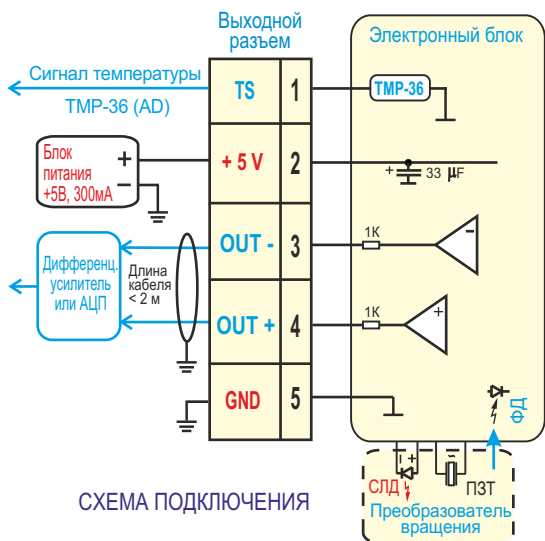 Выходной
разъем
Электронный блок
Сигнал температуры
TMP-36 (AD)
TS
1
TMP-36
Блок
питания
+5В, 300мА
+
−
+ 5 V
2
+
33 µF
Дифференц.
усилитель
или АЦП
Длина
кабеля
< 2 м
OUT -
3
1К
-
OUT +
4
1К
+
GND
5
ФД
− +
~
СЛД
ПЗТ
Преобразователь
вращения
СХЕМА ПОДКЛЮЧЕНИЯ